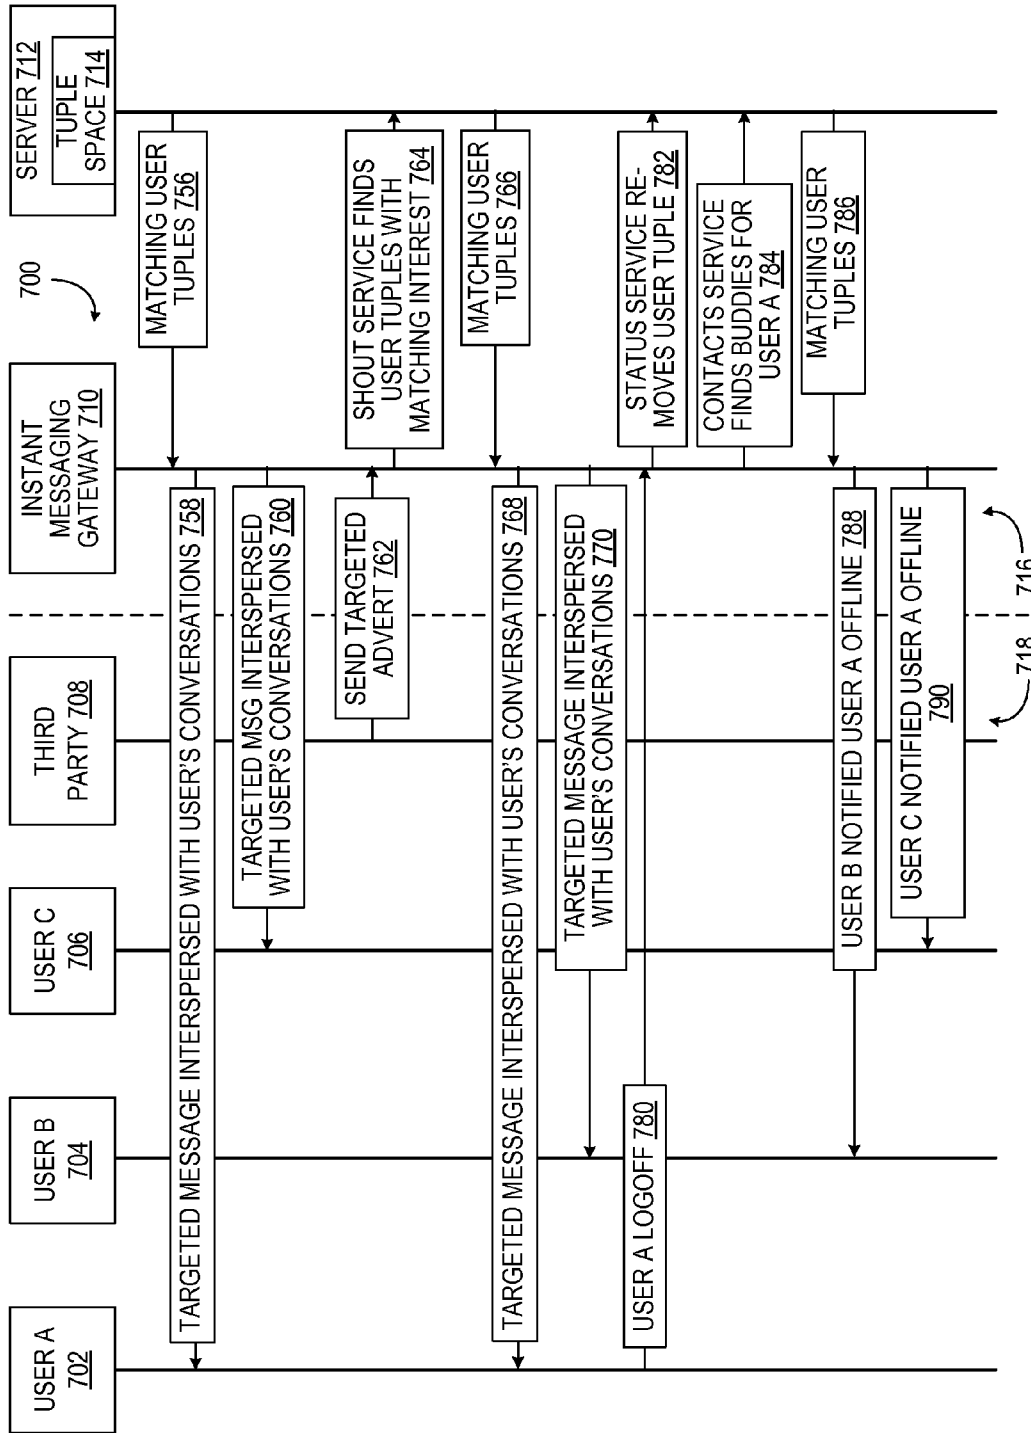 USER A
702
USER B
704
USER C
706
THIRD
PARTY 708
INSTANT
MESSAGING
GATEWAY 710
SERVER 712
TUPLE
SPACE 714
700
MATCHING USER
TUPLES 756
TARGETED MESSAGE INTERSPERSED WITH USER'S CONVERSATIONS 758
TARGETED MSG INTERSPERSED
WITH USER'S CONVERSATIONS 760
SEND TARGETED
ADVERT 762
SHOUT SERVICE FINDS
USER TUPLES WITH
MATCHING INTEREST 764
MATCHING USER
TUPLES 766
TARGETED MESSAGE INTERSPERSED WITH USER'S CONVERSATIONS 768
TARGETED MESSAGE INTERSPERSED
WITH USER'S CONVERSATIONS 770
USER A LOGOFF 780
STATUS SERVICE RE-
MOVES USER TUPLE 782
CONTACTS SERVICE
FINDS BUDDIES FOR
USER A 784
MATCHING USER
TUPLES 786
USER B NOTIFIED USER A OFFLINE 788
USER C NOTIFIED USER A OFFLINE
790
718
716